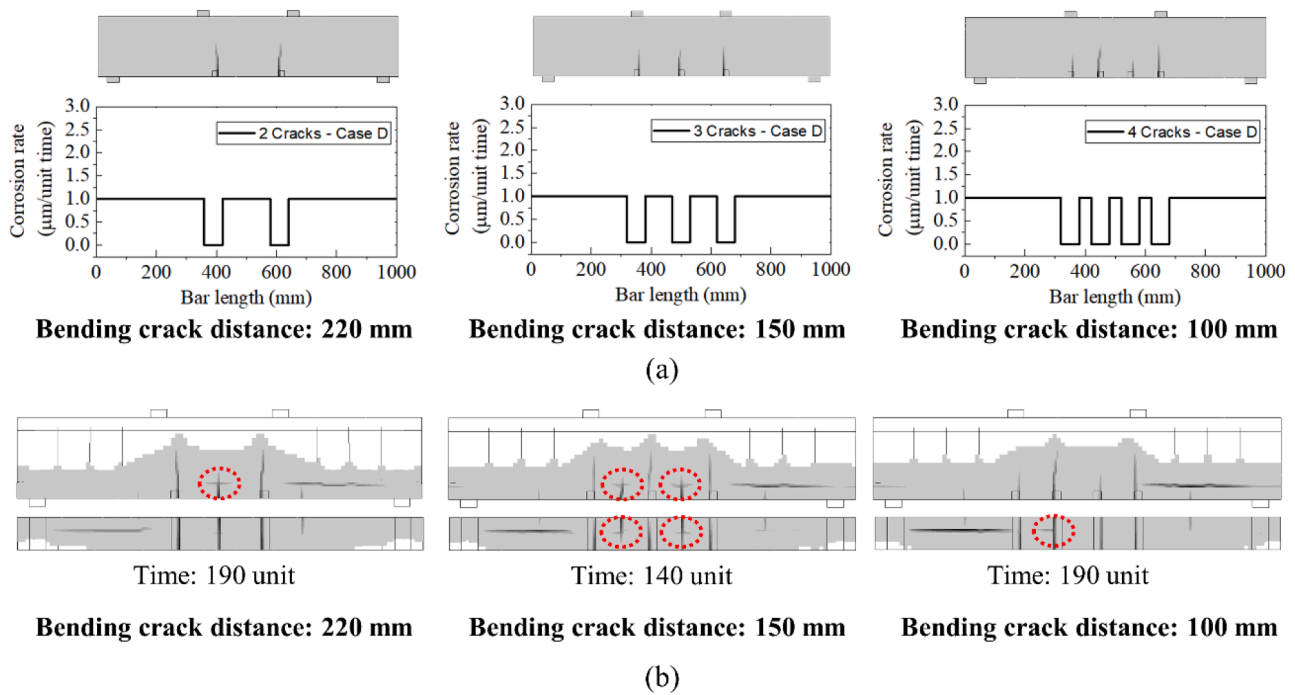 3.0
2.5
2.0
1.5
1.0
0.5
0.0
Corrosion rate
(μm/unit time)
2 Cracks - Case D
0 200 400 600 800 1000
Bar length (mm)
Bending crack distance: 220 mm
3.0
2.5
2.0
1.5
1.0
0.5
0.0
Corrosion rate
(μm/unit time)
3 Cracks - Case D
0 200 400 600 800 1000
Bar length (mm)
Bending crack distance: 150 mm
3.0
2.5
2.0
1.5
1.0
0.5
0.0
Corrosion rate
(μm/unit time)
4 Cracks - Case D
0 200 400 600 800 1000
Bar length (mm)
Bending crack distance: 100 mm
(a)
Time: 190 unit
Bending crack distance: 220 mm
Time: 140 unit
Bending crack distance: 150 mm
Time: 190 unit
Bending crack distance: 100 mm
(b)